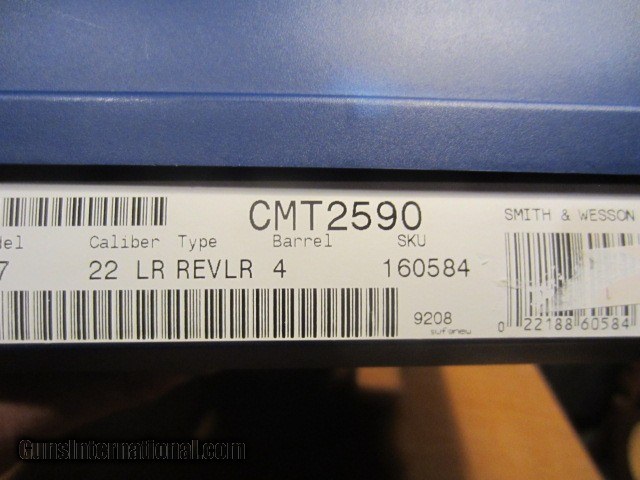 CMT2590
SMITH & WESSON
del Caliber Type Barrel SKU
7 22 LR REVLR 4 160584
9208
0 22188 60584
GunsInternational.com